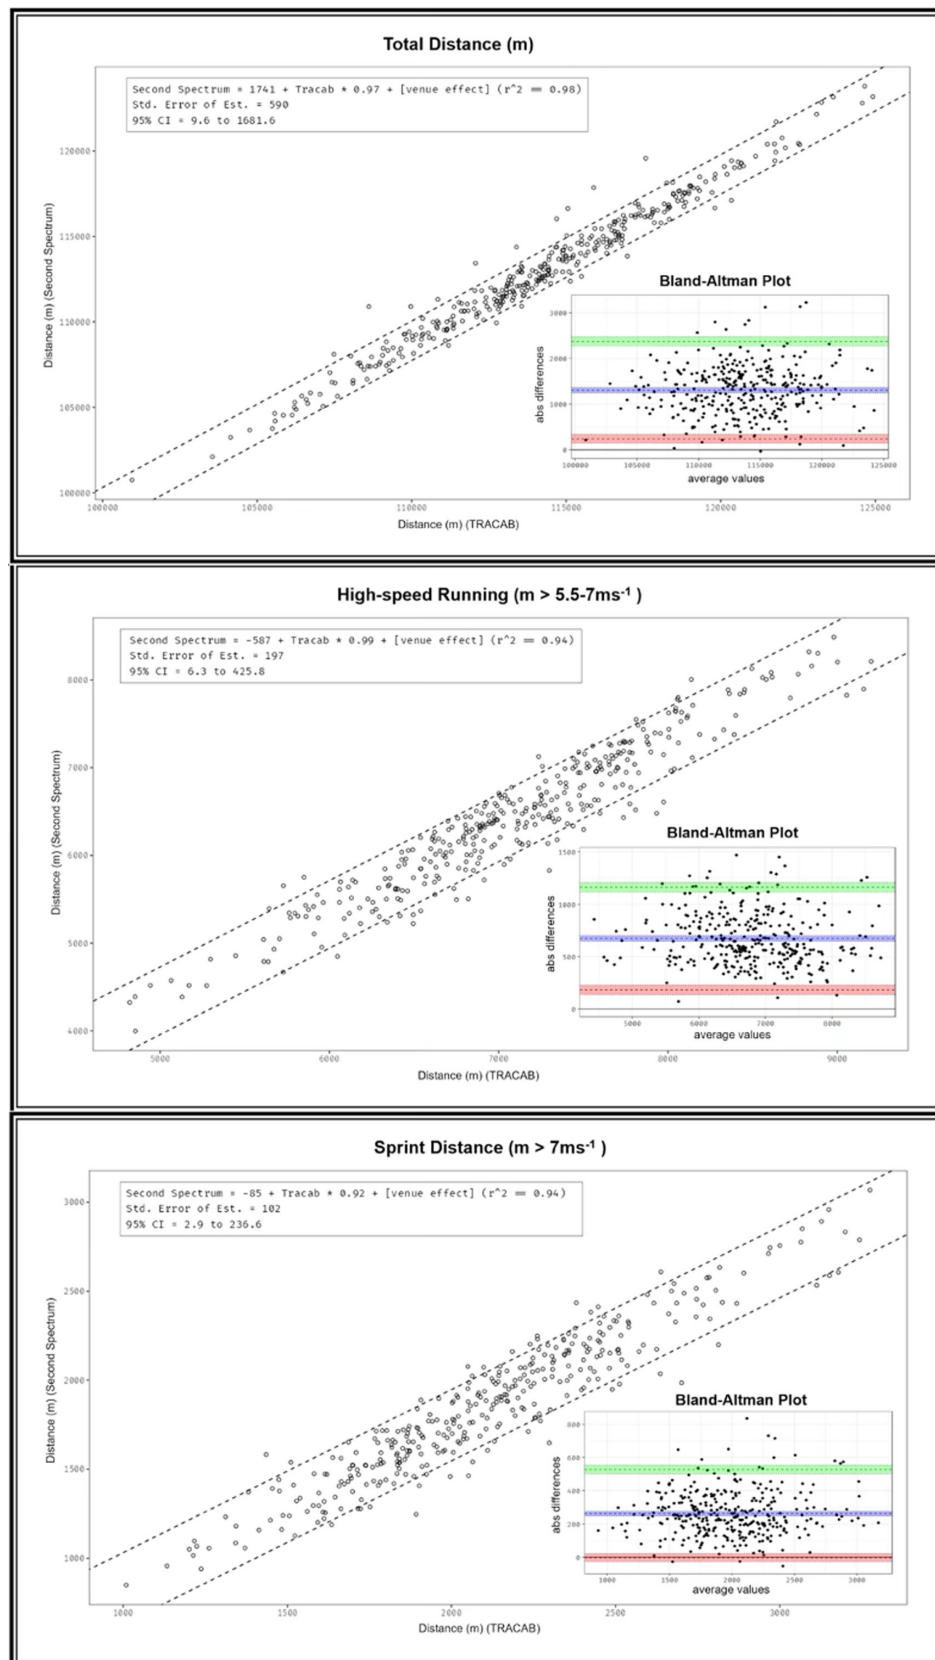 Total Distance (m)
Second Spectrum = 1741 + Tracab * 0.97 + [venue effect] (r^2 == 0.98)
Std. Error of Est. = 590
95% CI = 9.6 to 1681.6
Distance (m) (Second Spectrum)
120000
115000
110000
105000
100000
Bland-Altman Plot
abs differences
3000
2000
1000
0
100000 105000 110000 115000 120000 125000
average values
100000 105000 110000 115000 120000 125000
Distance (m) (TRACAB)
High-speed Running (m > 5.5-7ms⁻¹ )
Second Spectrum = -587 + Tracab * 0.99 + [venue effect] (r^2 == 0.94)
Std. Error of Est. = 197
95% CI = 6.3 to 425.8
Distance (m) (Second Spectrum)
8000
7000
6000
5000
4000
Bland-Altman Plot
abs differences
1500
1000
500
0
5000 6000 7000 8000
average values
5000 6000 7000 8000 9000
Distance (m) (TRACAB)
Sprint Distance (m > 7ms⁻¹ )
Second Spectrum = -85 + Tracab * 0.92 + [venue effect] (r^2 == 0.94)
Std. Error of Est. = 102
95% CI = 2.9 to 236.6
Distance (m) (Second Spectrum)
3000
2500
2000
1500
1000
Bland-Altman Plot
abs differences
800
600
400
200
0
1000 1500 2000 2500 3000
average values
1000 1500 2000 2500 3000
Distance (m) (TRACAB)